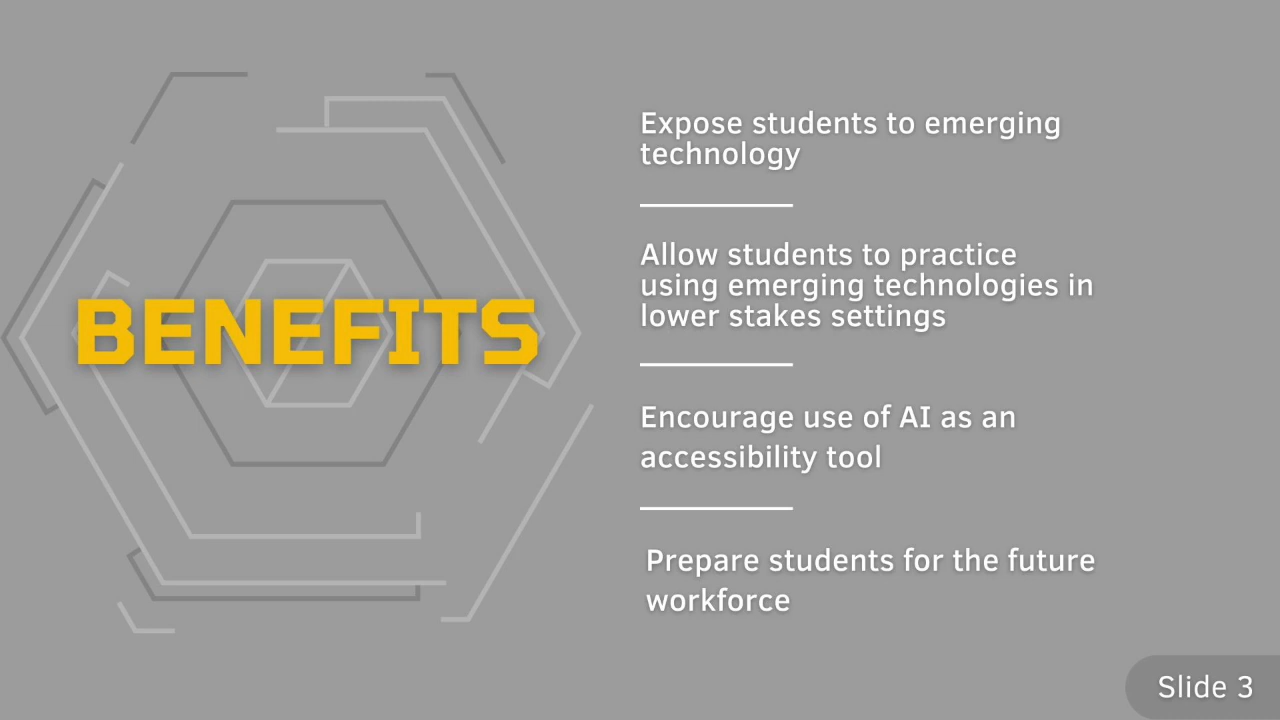 BENEFITS
Expose students to emerging
technology
Allow students to practice
using emerging technologies in
lower stakes settings
Encourage use of AI as an
accessibility tool
Prepare students for the future
workforce
Slide 3